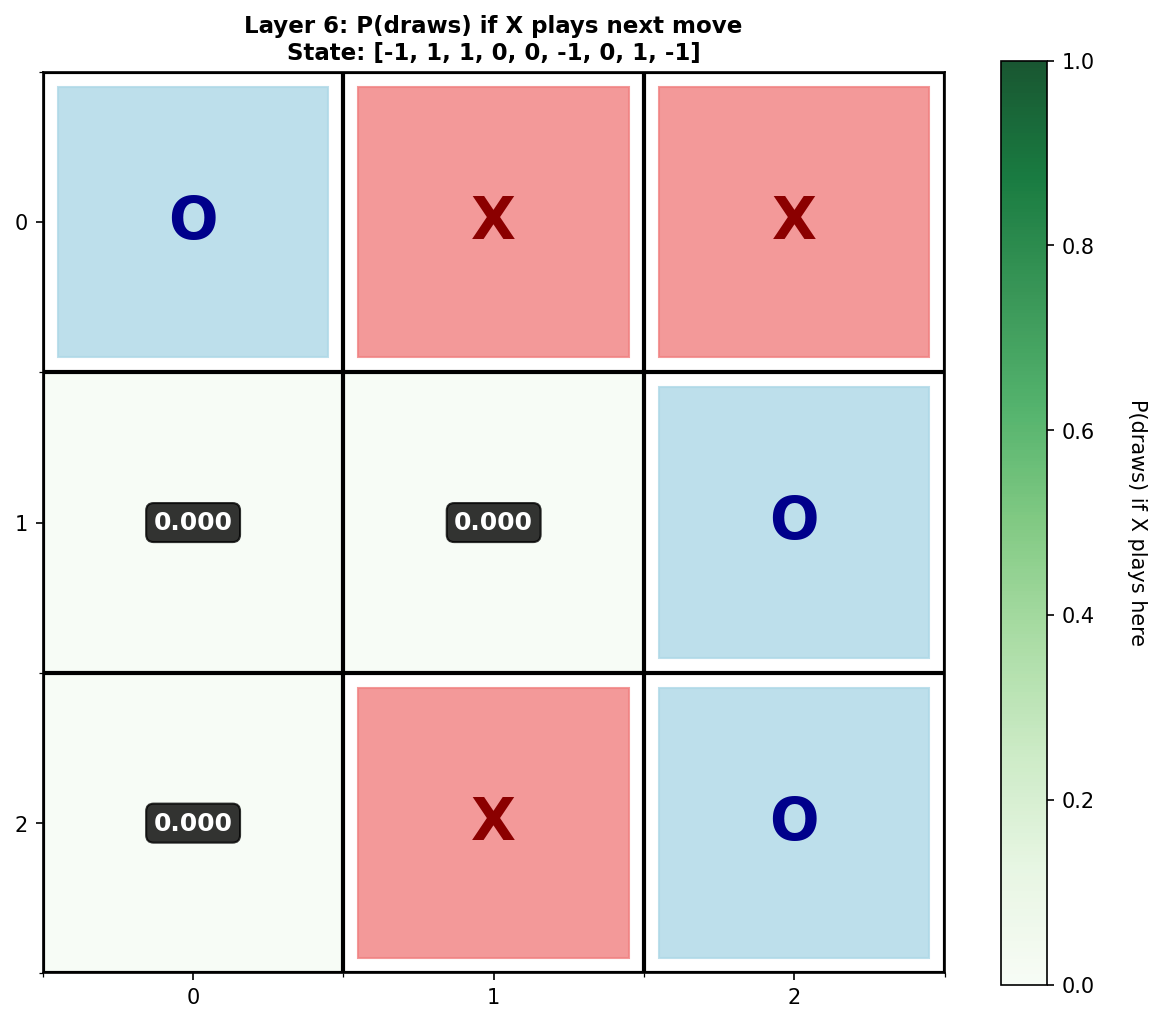 Layer 6: P(draws) if X plays next move
State: [-1, 1, 1, 0, 0, -1, 0, 1, -1]
0
O
X
X
1
0.000
0.000
O
2
0.000
X
O
0
1
2
1.0
0.8
0.6
0.4
0.2
0.0
P(draws) if X plays here